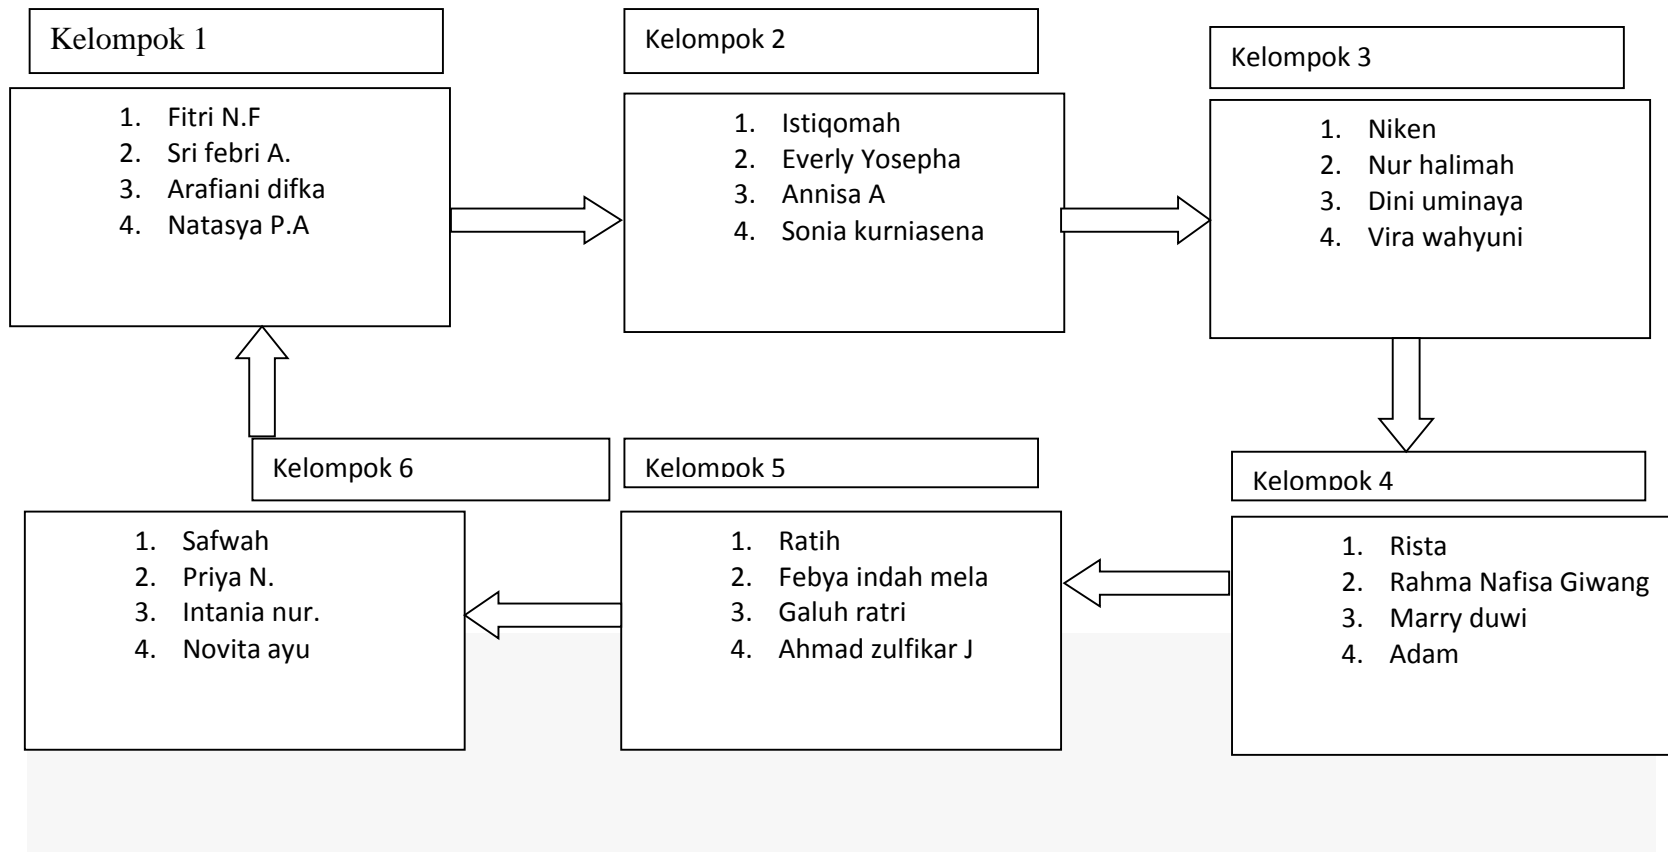 Kelompok 1
1. Fitri N.F
2. Sri febri A.
3. Arafiani difka
4. Natasya P.A
Kelompok 2
1. Istiqomah
2. Everly Yosepha
3. Annisa A
4. Sonia kurniasena
Kelompok 3
1. Niken
2. Nur halimah
3. Dini uminaya
4. Vira wahyuni
Kelompok 4
1. Rista
2. Rahma Nafisa Giwang
3. Marry duwi
4. Adam
Kelompok 5
1. Ratih
2. Febya indah mela
3. Galuh ratri
4. Ahmad zulfikar J
Kelompok 6
1. Safwah
2. Priya N.
3. Intania nur.
4. Novita ayu